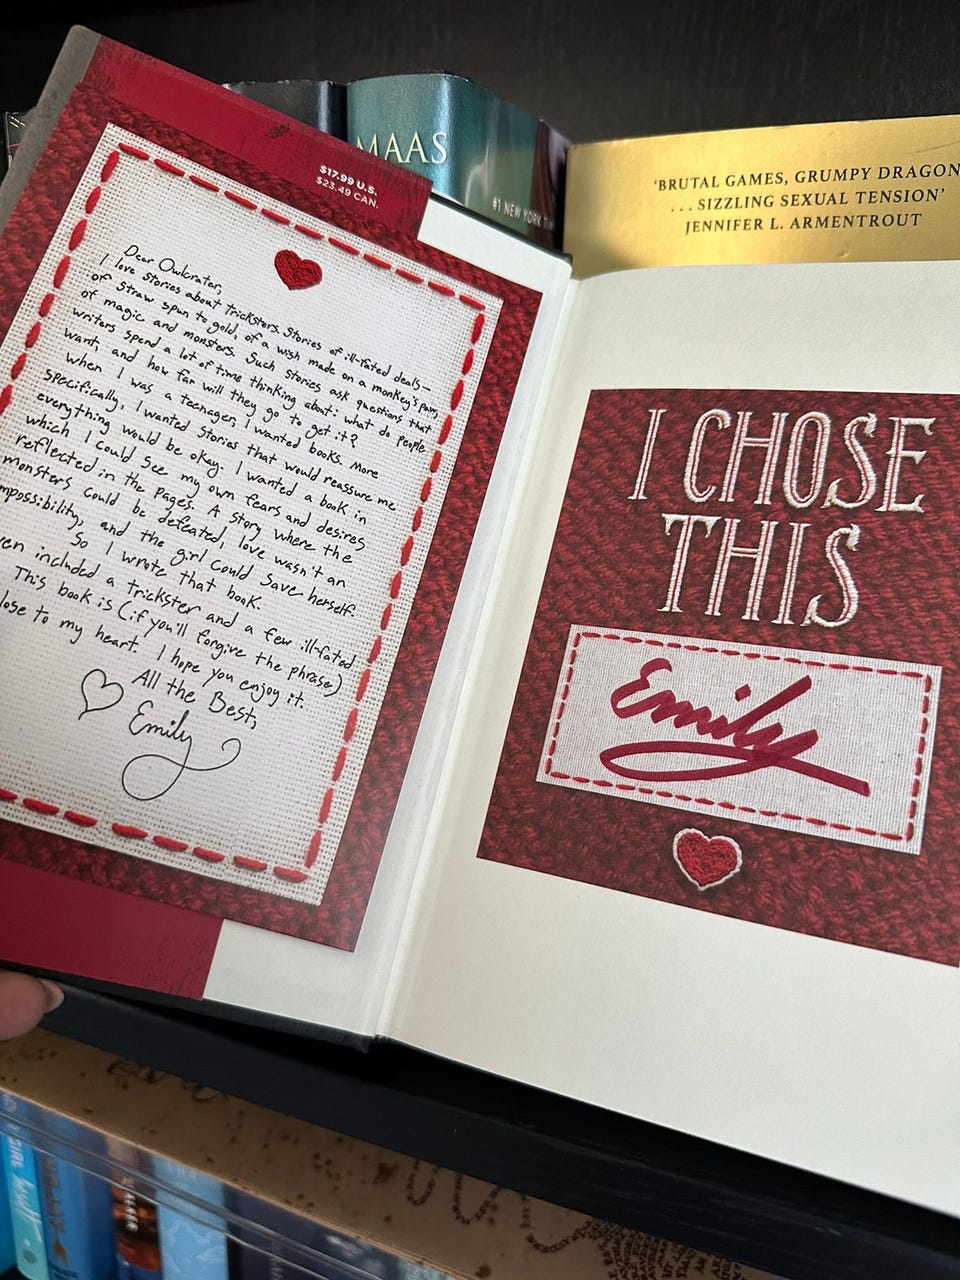 MAAS
#1 NEW YORK
'BRUTAL GAMES, GRUMPY DRAGON
... SIZZLING SEXUAL TENSION'
JENNIFER L. ARMENTROUT
$17.99 U.S.
$23.49 CAN.
Dear Owlcrater,
I love stories about Tricksters. Stories of ill-fated deals—
of straw spun to gold, of a wish made on a monkey's paw,
of magic and monsters. Such stories ask questions that
writers spend a lot of time thinking about: what do people
want, and how far will they go to get it?
When I was a teenager, I wanted books. More
specifically, I wanted stories that would reassure me
everything would be okay. I wanted a book in
which I could see my own fears and desires
reflected in the pages. A story where the
monsters could be defeated, love wasn't an
mpossibility, and the girl could save herself.
So I wrote that book.
en included a trickster and a few ill-fated
This book is (if you'll forgive the phrase)
lose to my heart. I hope you enjoy it.
All the Best,
Emily
I CHOSE
THIS
Emily